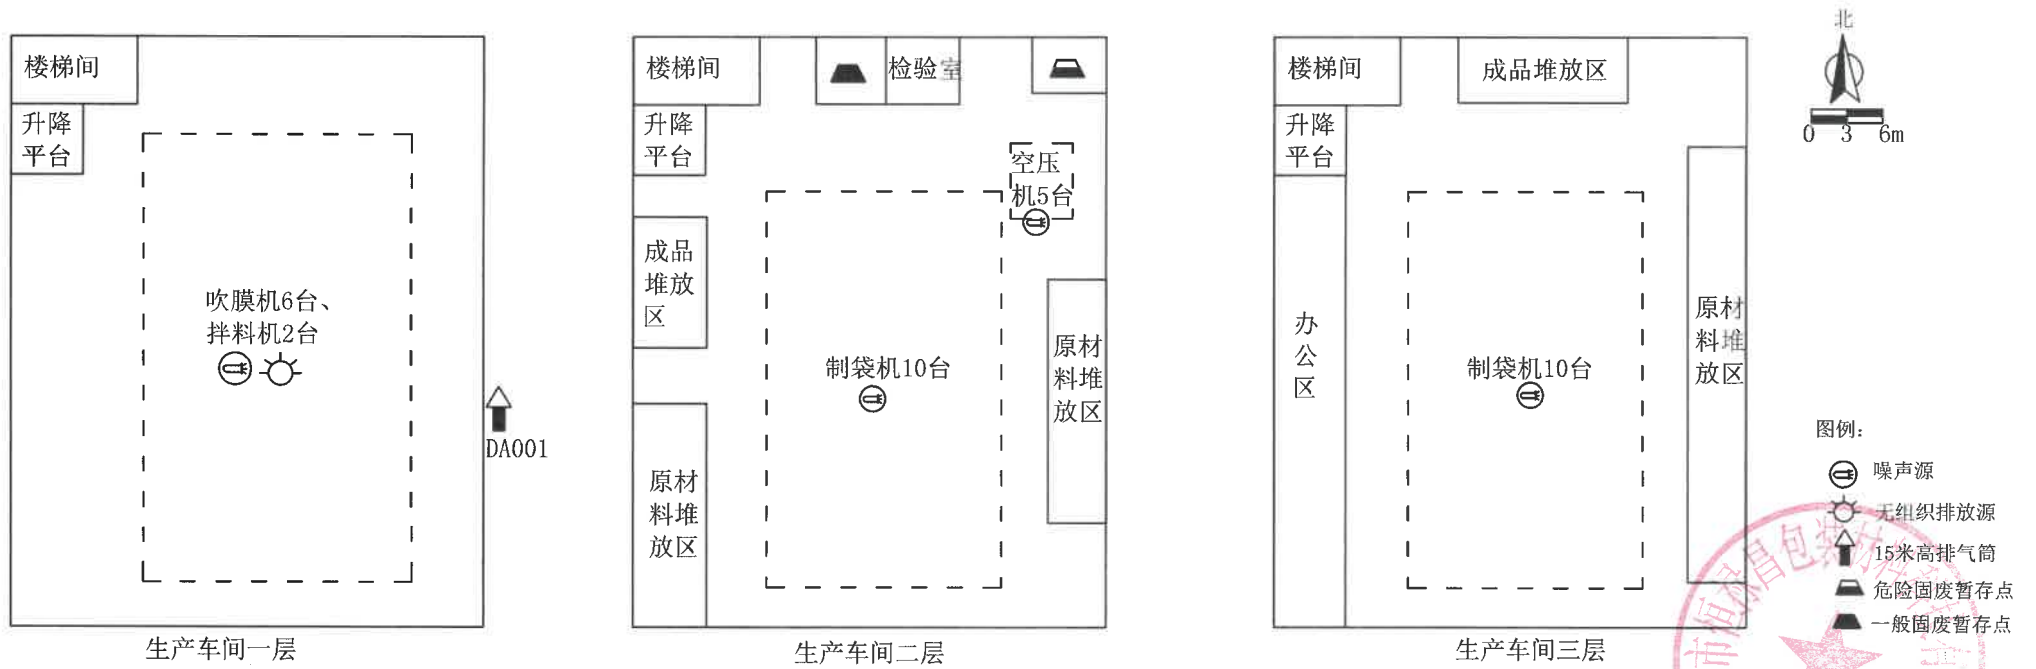 楼梯间
升降
平台
吹膜机6台、
拌料机2台
DA001
生产车间一层
楼梯间
检验室
升降
平台
空压
机5台
成品
堆放
区
制袋机10台
原材
料堆
放区
原材
料堆
放区
生产车间二层
楼梯间
成品堆放区
升降
平台
办
公
区
制袋机10台
原材
料堆
放区
生产车间三层
北
0 3 6m
图例:
噪声源
无组织排放源
15米高排气筒
危险固废暂存点
一般固废暂存点